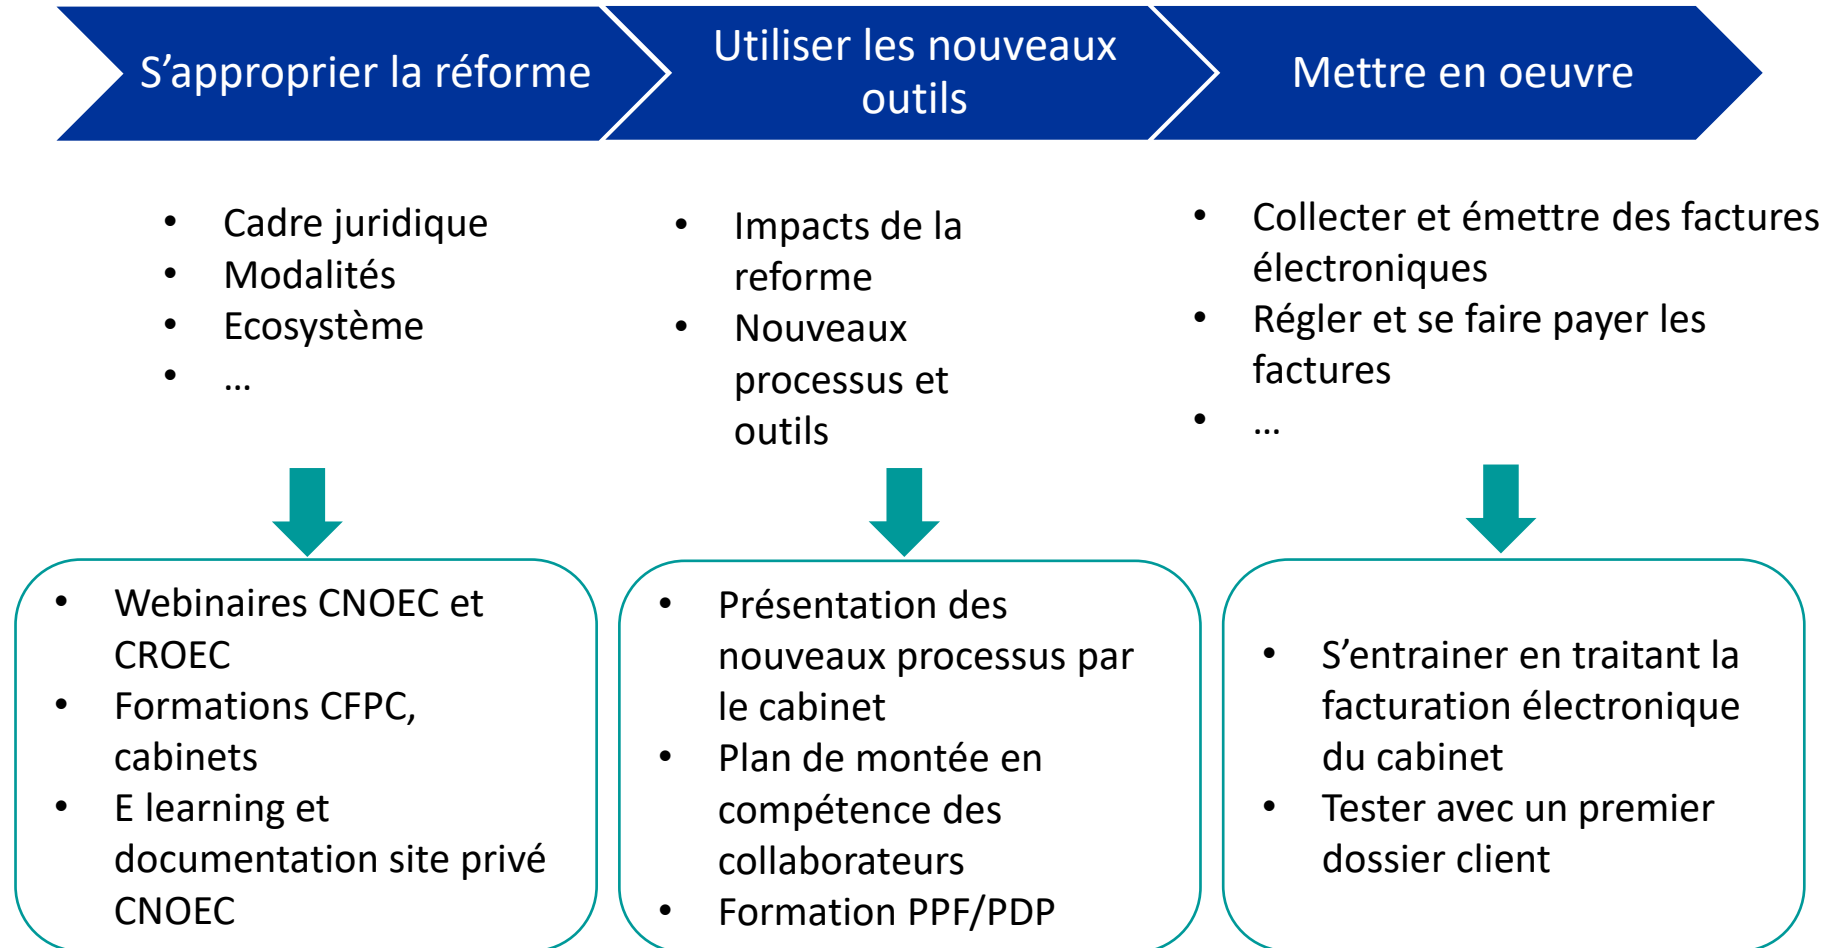 S’approprier la réforme
Utiliser les nouveaux
outils
Mettre en oeuvre
• Cadre juridique
• Modalités
• Ecosystème
• ...
• Impacts de la
reforme
• Nouveaux
processus et
outils
• Collecter et émettre des factures
électroniques
• Régler et se faire payer les
factures
• ...
• Webinaires CNOEC et
CROEC
• Formations CFPC,
cabinets
• E learning et
documentation site privé
CNOEC
• Présentation des
nouveaux processus par
le cabinet
• Plan de montée en
compétence des
collaborateurs
• Formation PPF/PDP
• S’entrainer en traitant la
facturation électronique
du cabinet
• Tester avec un premier
dossier client